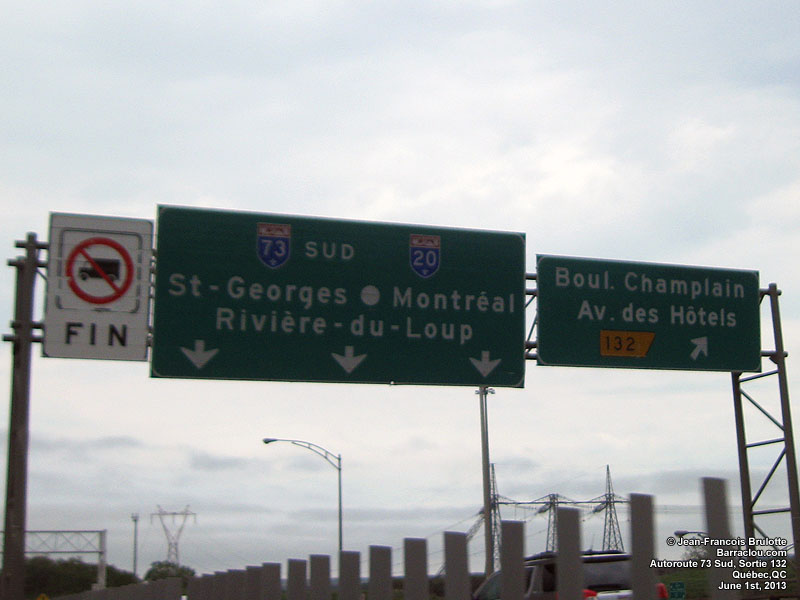 FIN
73 SUD 20
St-Georges ● Montréal
Rivière-du-Loup
Boul. Champlain
Av. des Hôtels
132
© Jean-Francois Brulotte
Barraclou.com
Autoroute 73 Sud, Sortie 132
Québec,QC
June 1st, 2013